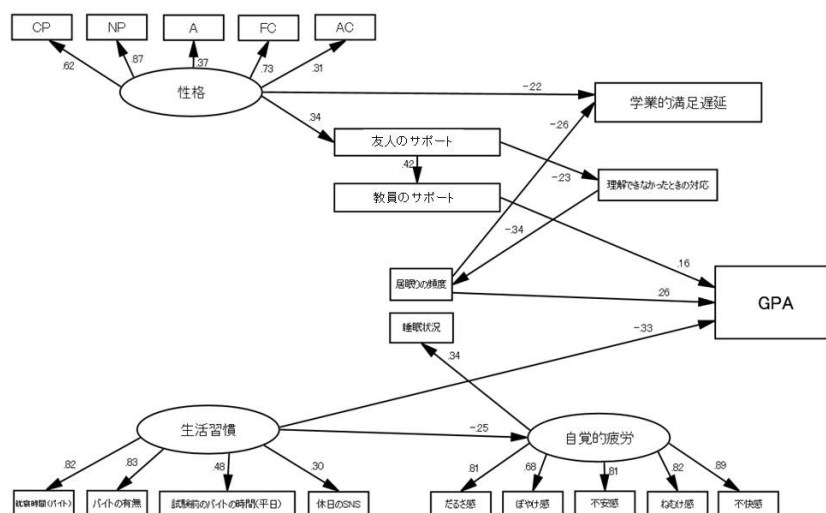 CP
NP
A
FC
AC
.62
.87
.37
.73
.31
性格
-.22
学業的満足遅延
.34
-.26
友人のサポート
.42
-.23
理解できなかったときの対応
教員のサポート
-.34
.16
居眠りの頻度
.26
GPA
睡眠状況
-.33
.34
生活習慣
-.25
自覚的疲労
.82
.83
.48
.30
.81
.68
.81
.82
.89
就寝時間(バイト)
バイトの有無
試験前のバイトの時間(平日)
休日のSNS
だるさ感
ぼやけ感
不安感
ねむけ感
不快感